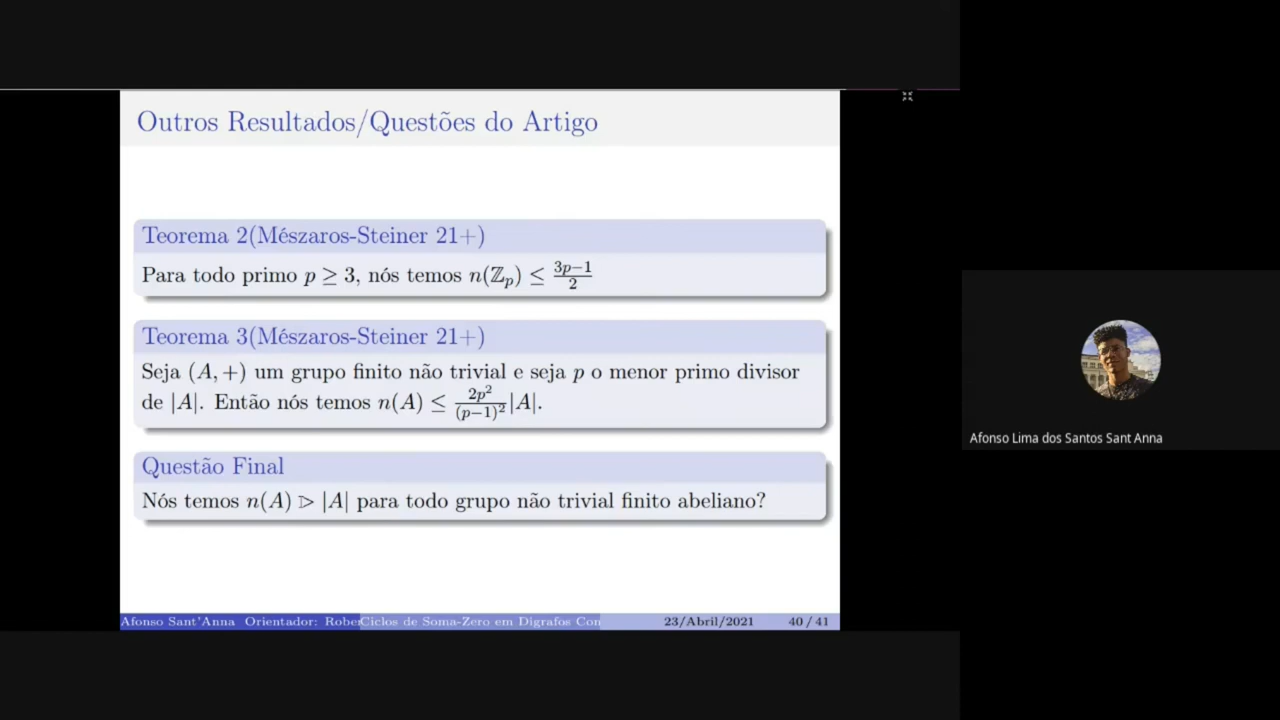 Outros Resultados/Questões do Artigo
Teorema 2(Mészaros-Steiner 21+)
Para todo primo p ≥ 3, nós temos n(ℤₚ) ≤ (3p−1)/2
Teorema 3(Mészaros-Steiner 21+)
Seja (A, +) um grupo finito não trivial e seja p o menor primo divisor
de |A|. Então nós temos n(A) ≤ 2p²/(p−1)² |A|.
Questão Final
Nós temos n(A) ⊳ |A| para todo grupo não trivial finito abeliano?
Afonso Sant'Anna Orientador: Rober Ciclos de Soma-Zero em Digrafos Con 23/Abril/2021 40 / 41
Afonso Lima dos Santos Sant Anna